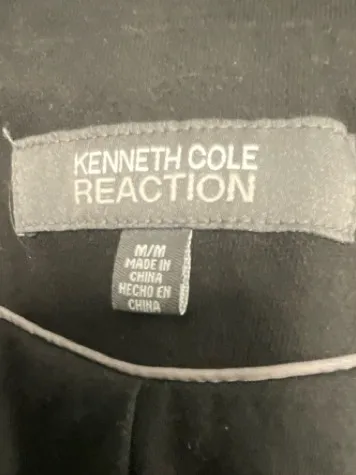 KENNETH COLE
REACTION
M/M
MADE IN
CHINA
HECHO EN
CHINA